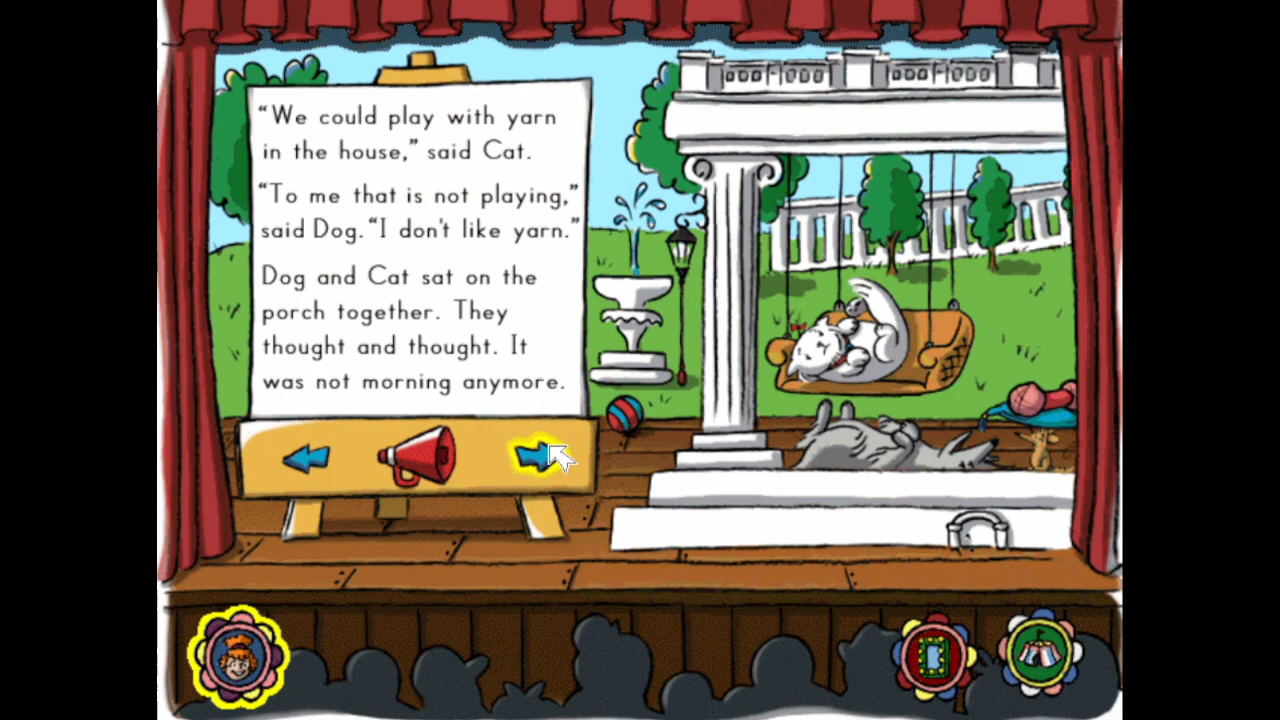 “We could play with yarn
in the house,” said Cat.
“To me that is not playing,”
said Dog. “I don't like yarn.”
Dog and Cat sat on the
porch together. They
thought and thought. It
was not morning anymore.